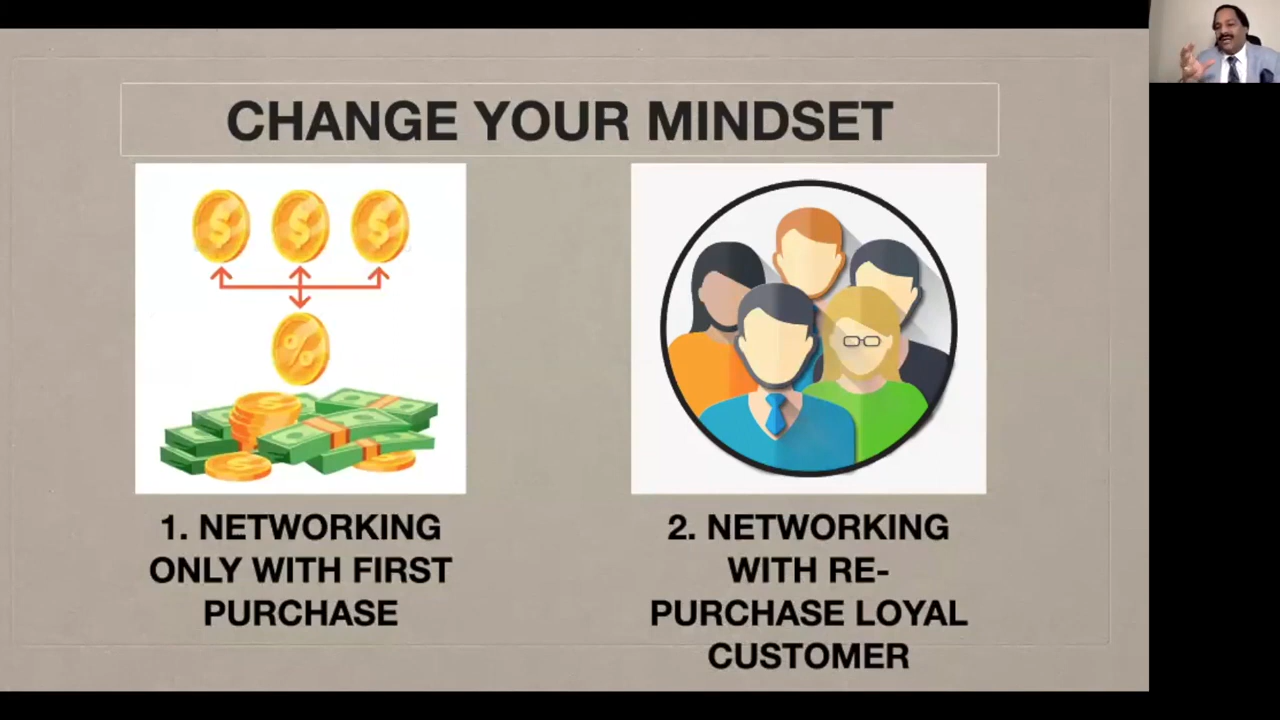 CHANGE YOUR MINDSET
1. NETWORKING
ONLY WITH FIRST
PURCHASE
2. NETWORKING
WITH RE-
PURCHASE LOYAL
CUSTOMER